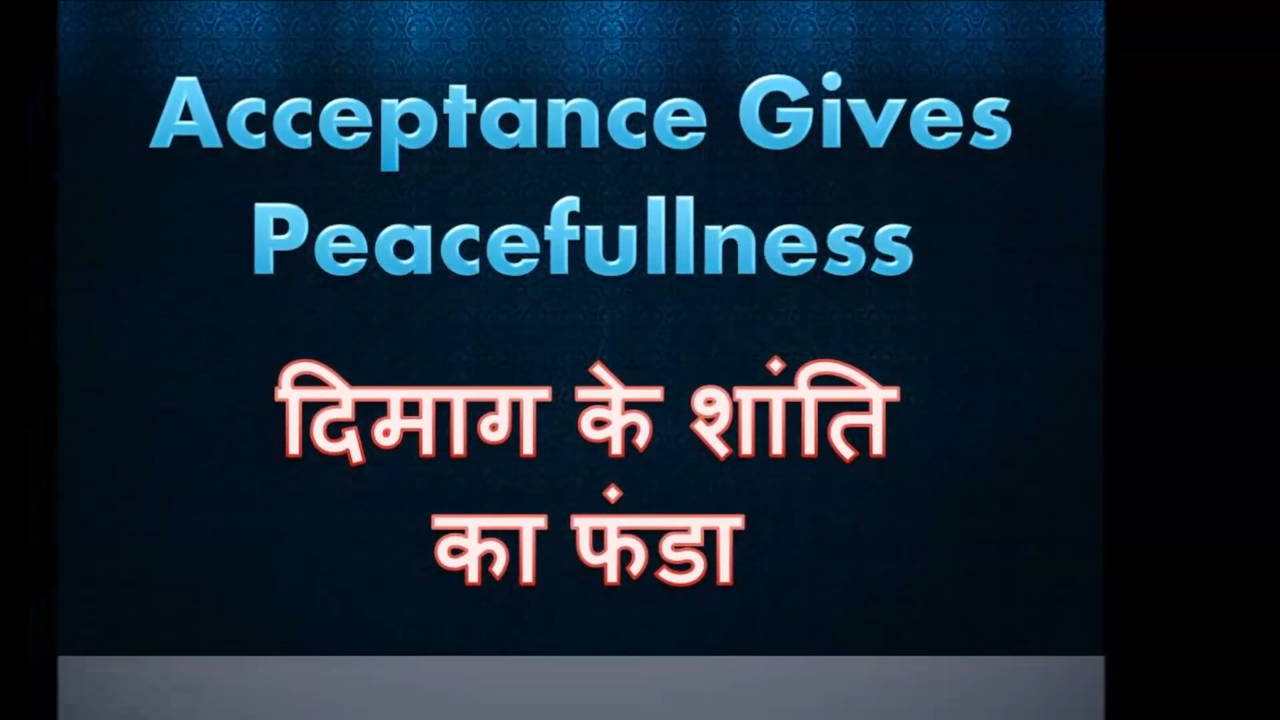 Acceptance Gives
Peacefullness
दिमाग के शांति
का फंडा